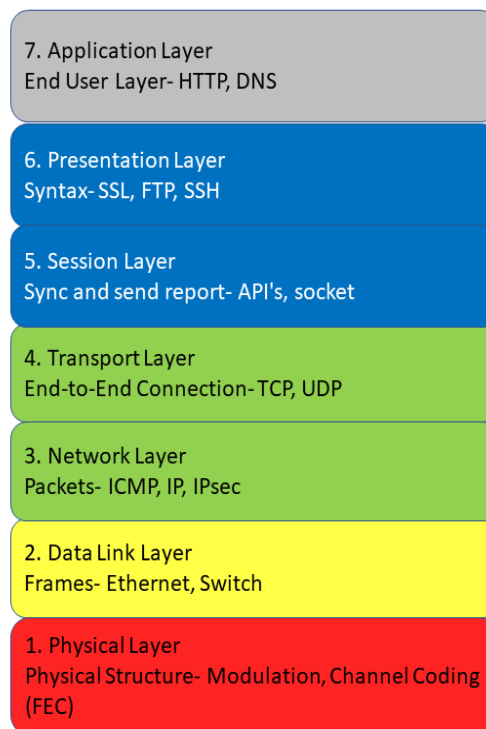 7. Application Layer
End User Layer- HTTP, DNS
6. Presentation Layer
Syntax- SSL, FTP, SSH
5. Session Layer
Sync and send report- API's, socket
4. Transport Layer
End-to-End Connection- TCP, UDP
3. Network Layer
Packets- ICMP, IP, IPsec
2. Data Link Layer
Frames- Ethernet, Switch
1. Physical Layer
Physical Structure- Modulation, Channel Coding
(FEC)